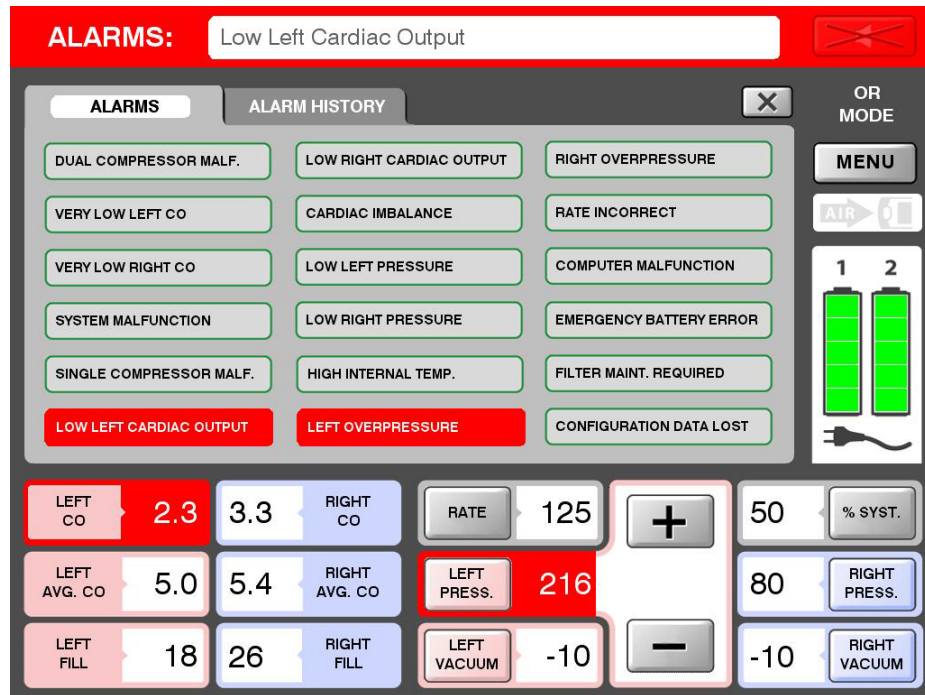 ALARMS: Low Left Cardiac Output
ALARMS ALARM HISTORY
OR
MODE
DUAL COMPRESSOR MALF. LOW RIGHT CARDIAC OUTPUT RIGHT OVERPRESSURE MENU
VERY LOW LEFT CO CARDIAC IMBALANCE RATE INCORRECT AIR
VERY LOW RIGHT CO LOW LEFT PRESSURE COMPUTER MALFUNCTION 1 2
SYSTEM MALFUNCTION LOW RIGHT PRESSURE EMERGENCY BATTERY ERROR
SINGLE COMPRESSOR MALF. HIGH INTERNAL TEMP. FILTER MAINT. REQUIRED
LOW LEFT CARDIAC OUTPUT LEFT OVERPRESSURE CONFIGURATION DATA LOST
LEFT
CO
2.3 3.3
RIGHT
CO
RATE 125 + 50 % SYST.
LEFT
AVG. CO
5.0 5.4
RIGHT
AVG. CO
LEFT
PRESS.
216 80
RIGHT
PRESS.
LEFT
FILL
18 26
RIGHT
FILL
LEFT
VACUUM
-10 − -10
RIGHT
VACUUM